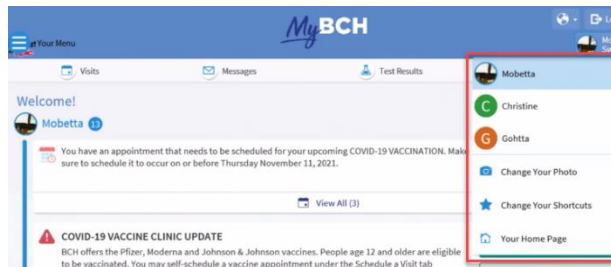 MyBCH
Your Menu
Visits
Messages
Test Results
Welcome!
Mobetta 13
You have an appointment that needs to be scheduled for your upcoming COVID-19 VACCINATION. Make
sure to schedule it to occur on or before Thursday November 11, 2021.
View All (3)
COVID-19 VACCINE CLINIC UPDATE
BCH offers the Pfizer, Moderna and Johnson & Johnson vaccines. People age 12 and older are eligible
to be vaccinated. You may self-schedule a vaccine appointment under the Schedule a Visit tab
Mobetta
C Christine
G Gohtta
Change Your Photo
Change Your Shortcuts
Your Home Page